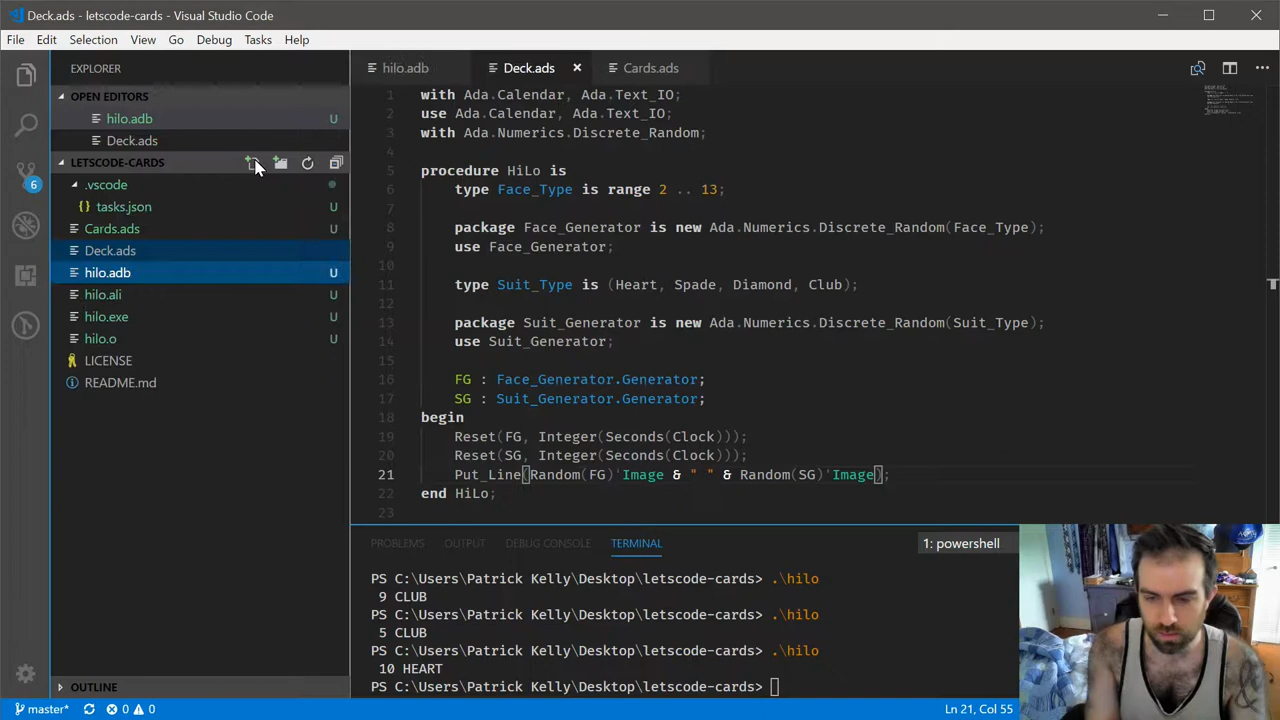 Deck.ads - letscode-cards - Visual Studio Code
File Edit Selection View Go Debug Tasks Help
EXPLORER
OPEN EDITORS
hilo.adb U
Deck.ads
LETSCODE-CARDS
.vscode
{} tasks.json U
Cards.ads U
Deck.ads
hilo.adb U
hilo.ali U
hilo.exe U
hilo.o U
LICENSE
README.md
OUTLINE
6
hilo.adb Deck.ads Cards.ads
1 with Ada.Calendar, Ada.Text_IO;
2 use Ada.Calendar, Ada.Text_IO;
3 with Ada.Numerics.Discrete_Random;
4
5 procedure HiLo is
6 type Face_Type is range 2 .. 13;
7
8 package Face_Generator is new Ada.Numerics.Discrete_Random(Face_Type);
9 use Face_Generator;
10
11 type Suit_Type is (Heart, Spade, Diamond, Club);
12
13 package Suit_Generator is new Ada.Numerics.Discrete_Random(Suit_Type);
14 use Suit_Generator;
15
16 FG : Face_Generator.Generator;
17 SG : Suit_Generator.Generator;
18 begin
19 Reset(FG, Integer(Seconds(Clock)));
20 Reset(SG, Integer(Seconds(Clock)));
21 Put_Line(Random(FG)'Image & " " & Random(SG)'Image);
22 end HiLo;
23
PROBLEMS OUTPUT DEBUG CONSOLE TERMINAL 1: powershell
PS C:\Users\Patrick Kelly\Desktop\letscode-cards> .\hilo
9 CLUB
PS C:\Users\Patrick Kelly\Desktop\letscode-cards> .\hilo
5 CLUB
PS C:\Users\Patrick Kelly\Desktop\letscode-cards> .\hilo
10 HEART
PS C:\Users\Patrick Kelly\Desktop\letscode-cards>
master* 0 0 Ln 21, Col 55